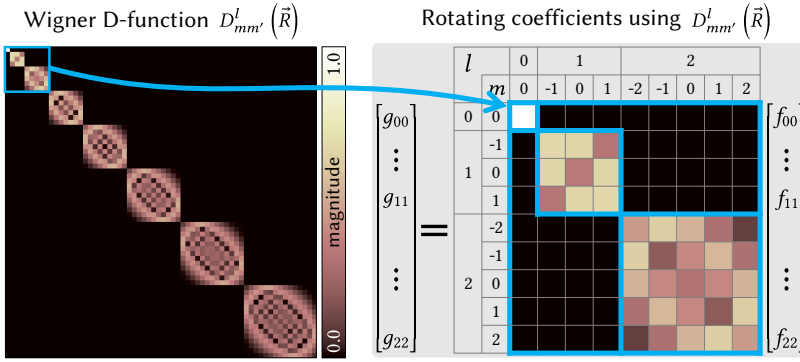 Wigner D-function D^l_{mm'}(\vec{R})
1.0
magnitude
0.0
Rotating coefficients using D^l_{mm'}(\vec{R})
l 0 1 2
m 0 -1 0 1 -2 -1 0 1 2
0 0
1 -1
0
1
2 -2
-1
0
1
2
g_{00}
⋮
g_{11}
⋮
g_{22}
=
f_{00}
⋮
f_{11}
⋮
f_{22}